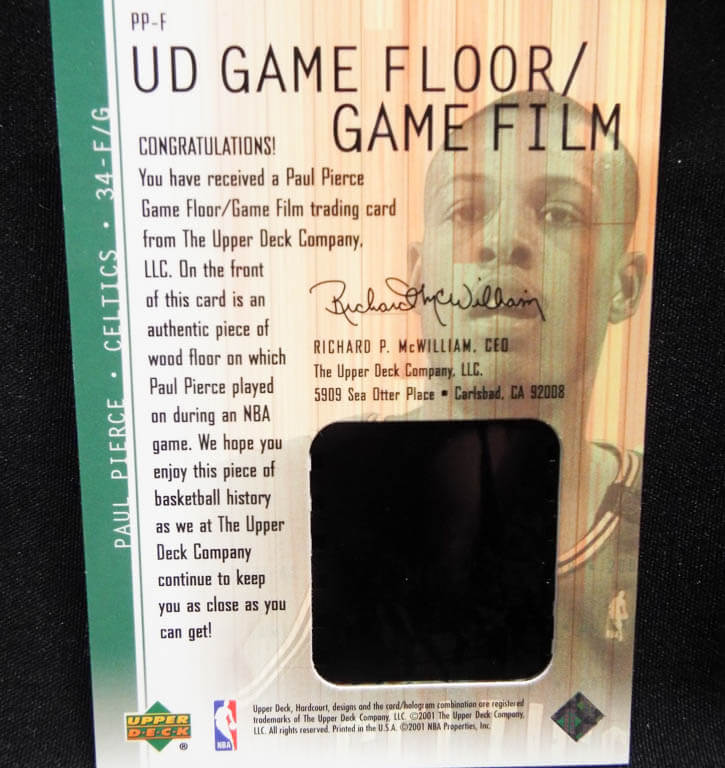 PP-F
UD GAME FLOOR/
GAME FILM
CONGRATULATIONS!
You have received a Paul Pierce
Game Floor/Game Film trading card
from The Upper Deck Company,
LLC. On the front
of this card is an
authentic piece of
wood floor on which
Paul Pierce played
on during an NBA
game. We hope you
enjoy this piece of
basketball history
as we at The Upper
Deck Company
continue to keep
you as close as you
can get!
Richard McWilliam
RICHARD P. McWILLIAM, CEO
The Upper Deck Company, LLC.
5909 Sea Otter Place • Carlsbad, CA 92008
PAUL PIERCE • CELTICS • 34-F/G
UPPER
D•E•C•K
®
NBA
Upper Deck, Hardcourt, designs and the card/hologram combination are registered
trademarks of The Upper Deck Company, LLC. ©2001 The Upper Deck Company,
LLC. All rights reserved. Printed in the U.S.A. ©2001 NBA Properties, Inc.